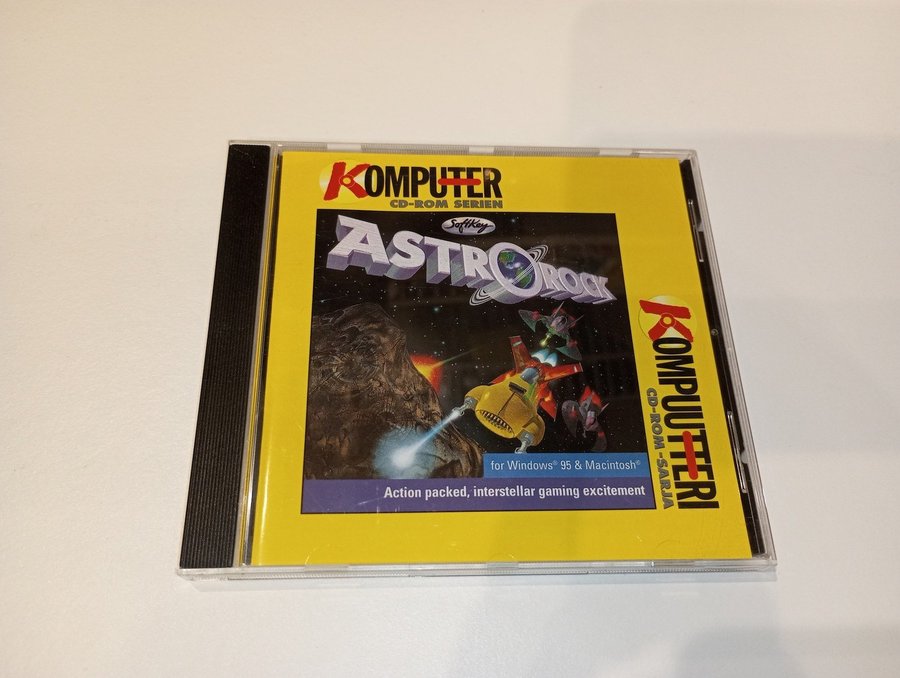 KOMPUTER
CD-ROM SERIEN
SoftKey
ASTROROCK
for Windows® 95 & Macintosh®
Action packed, interstellar gaming excitement
KOMPUUTTERI
CD-ROM -SARJA